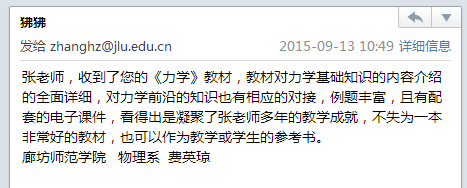 狒狒
发给 zhanghz@jlu.edu.cn 2015-09-13 10:49 详细信息
张老师，收到了您的《力学》教材，教材对力学基础知识的内容介绍
的全面详细，对力学前沿的知识也有相应的对接，例题丰富，且有配
套的电子课件，看得出是凝聚了张老师多年的教学成就，不失为一本
非常好的教材，也可以作为教学或学生的参考书。
廊坊师范学院 物理系 费英琼